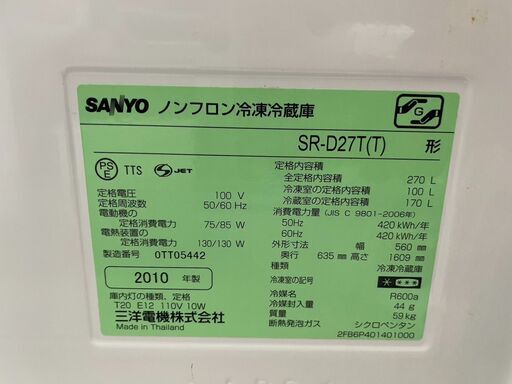 SANYO ノンフロン冷凍冷蔵庫
G
SR-D27T(T) 形
PS E TTS S JET
定格電圧 100 V
定格周波数 50/60 Hz
電動機の
定格消費電力 75/85 W
電熱装置の
定格消費電力 130/130 W
製造番号 0TT05442
2010 年製
庫内灯の種類、定格
T20 E12 110V 10W
三洋電機株式会社
Made in Thailand
定格内容積
全定格内容積 270 L
冷凍室の定格内容積 100 L
冷蔵室の定格内容積 170 L
消費電力量 (JIS C 9801-2006年)
50Hz 420 kWh/年
60Hz 420 kWh/年
外形寸法 幅 560 mm
奥行 635 mm 高さ 1609 mm
種類 冷凍冷蔵庫
冷凍室の記号 * ***
冷媒名 R600a
冷媒封入量 44 g
質量 59 kg
断熱発泡ガス シクロペンタン
2FB6P401401000